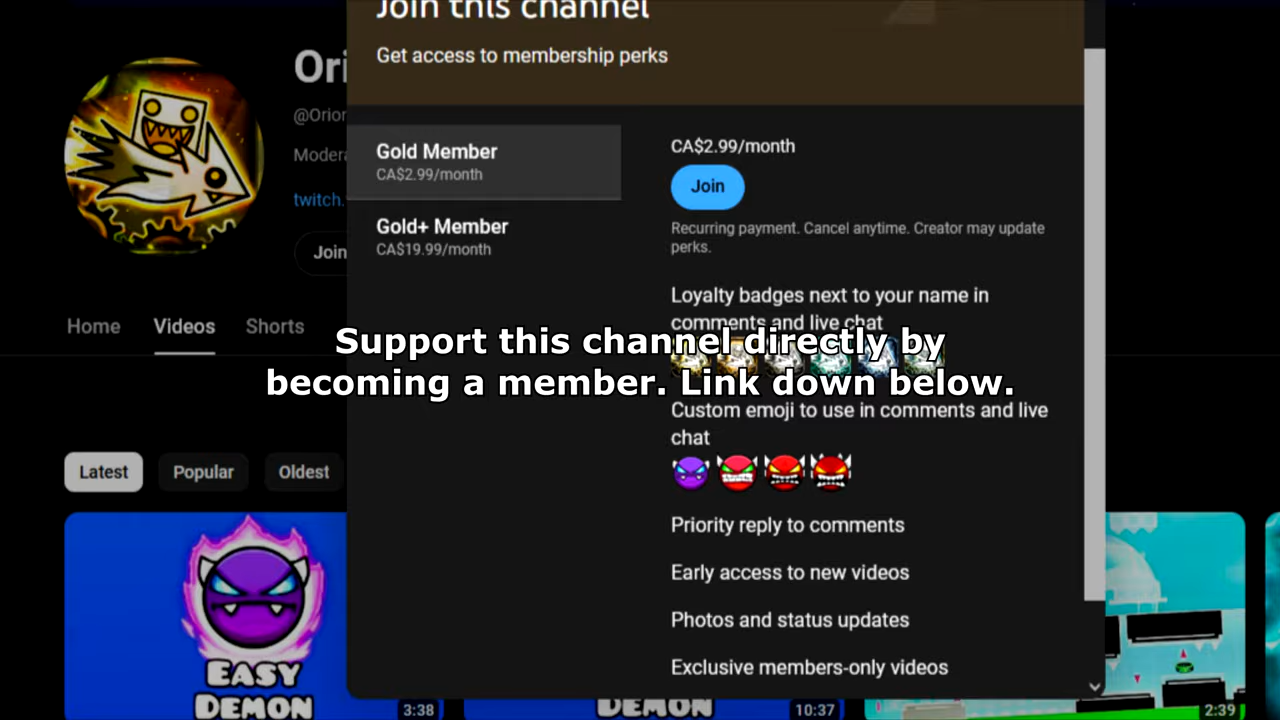 Join this channel
Get access to membership perks
Ori
@Orion
Modera
twitch.
Join
Gold Member
CA$2.99/month
Gold+ Member
CA$19.99/month
CA$2.99/month
Join
Recurring payment. Cancel anytime. Creator may update
perks.
Loyalty badges next to your name in
comments and live chat
Home
Videos
Shorts
Support this channel directly by
becoming a member. Link down below.
Custom emoji to use in comments and live
chat
Latest
Popular
Oldest
Priority reply to comments
Early access to new videos
Photos and status updates
Exclusive members-only videos
EASY
DEMON
3:38
DEMON
10:37
2:39